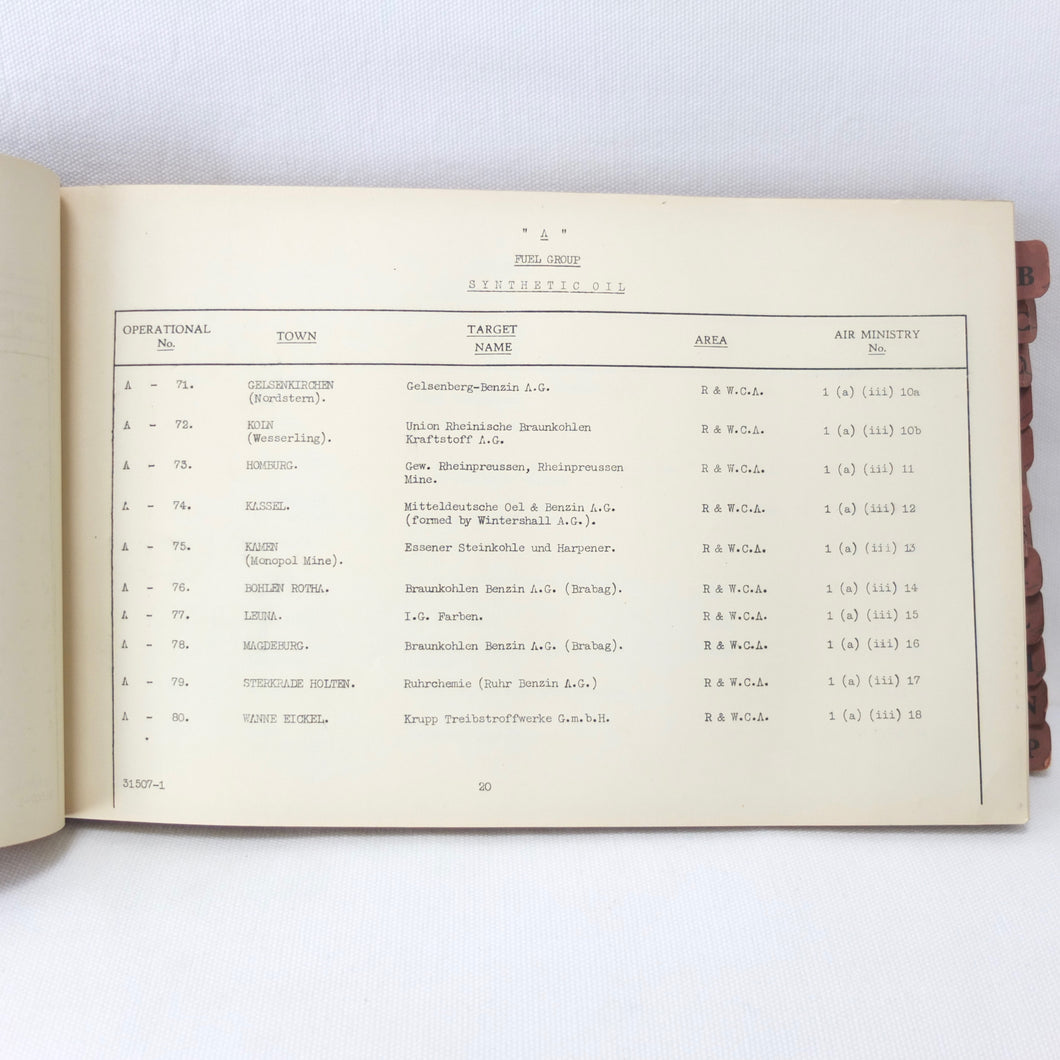 " A "
FUEL GROUP
SYNTHETIC OIL
OPERATIONAL No. TOWN TARGET NAME AREA AIR MINISTRY No.
A - 71. GELSENKIRCHEN Gelsenberg-Benzin A.G. R & W.C.A. 1 (a) (iii) 10a
(Nordstern).
A - 72. KOLN Union Rheinische Braunkohlen R & W.C.A. 1 (a) (iii) 10b
(Wesserling). Kraftstoff A.G.
A - 73. HOMBURG. Gew. Rheinpreussen, Rheinpreussen R & W.C.A. 1 (a) (iii) 11
Mine.
A - 74. KASSEL. Mitteldeutsche Oel & Benzin A.G. R & W.C.A. 1 (a) (iii) 12
(formed by Wintershall A.G.).
A - 75. KAMEN Essener Steinkohle und Harpener. R & W.C.A. 1 (a) (iii) 13
(Monopol Mine).
A - 76. BOHLEN ROTHA. Braunkohlen Benzin A.G. (Brabag). R & W.C.A. 1 (a) (iii) 14
A - 77. LEUNA. I.G. Farben. R & W.C.A. 1 (a) (iii) 15
A - 78. MAGDEBURG. Braunkohlen Benzin A.G. (Brabag). R & W.C.A. 1 (a) (iii) 16
A - 79. STERKRADE HOLTEN. Ruhrchemie (Ruhr Benzin A.G.) R & W.C.A. 1 (a) (iii) 17
A - 80. WANNE EICKEL. Krupp Treibstroffwerke G.m.b.H. R & W.C.A. 1 (a) (iii) 18
31507-1 20
B